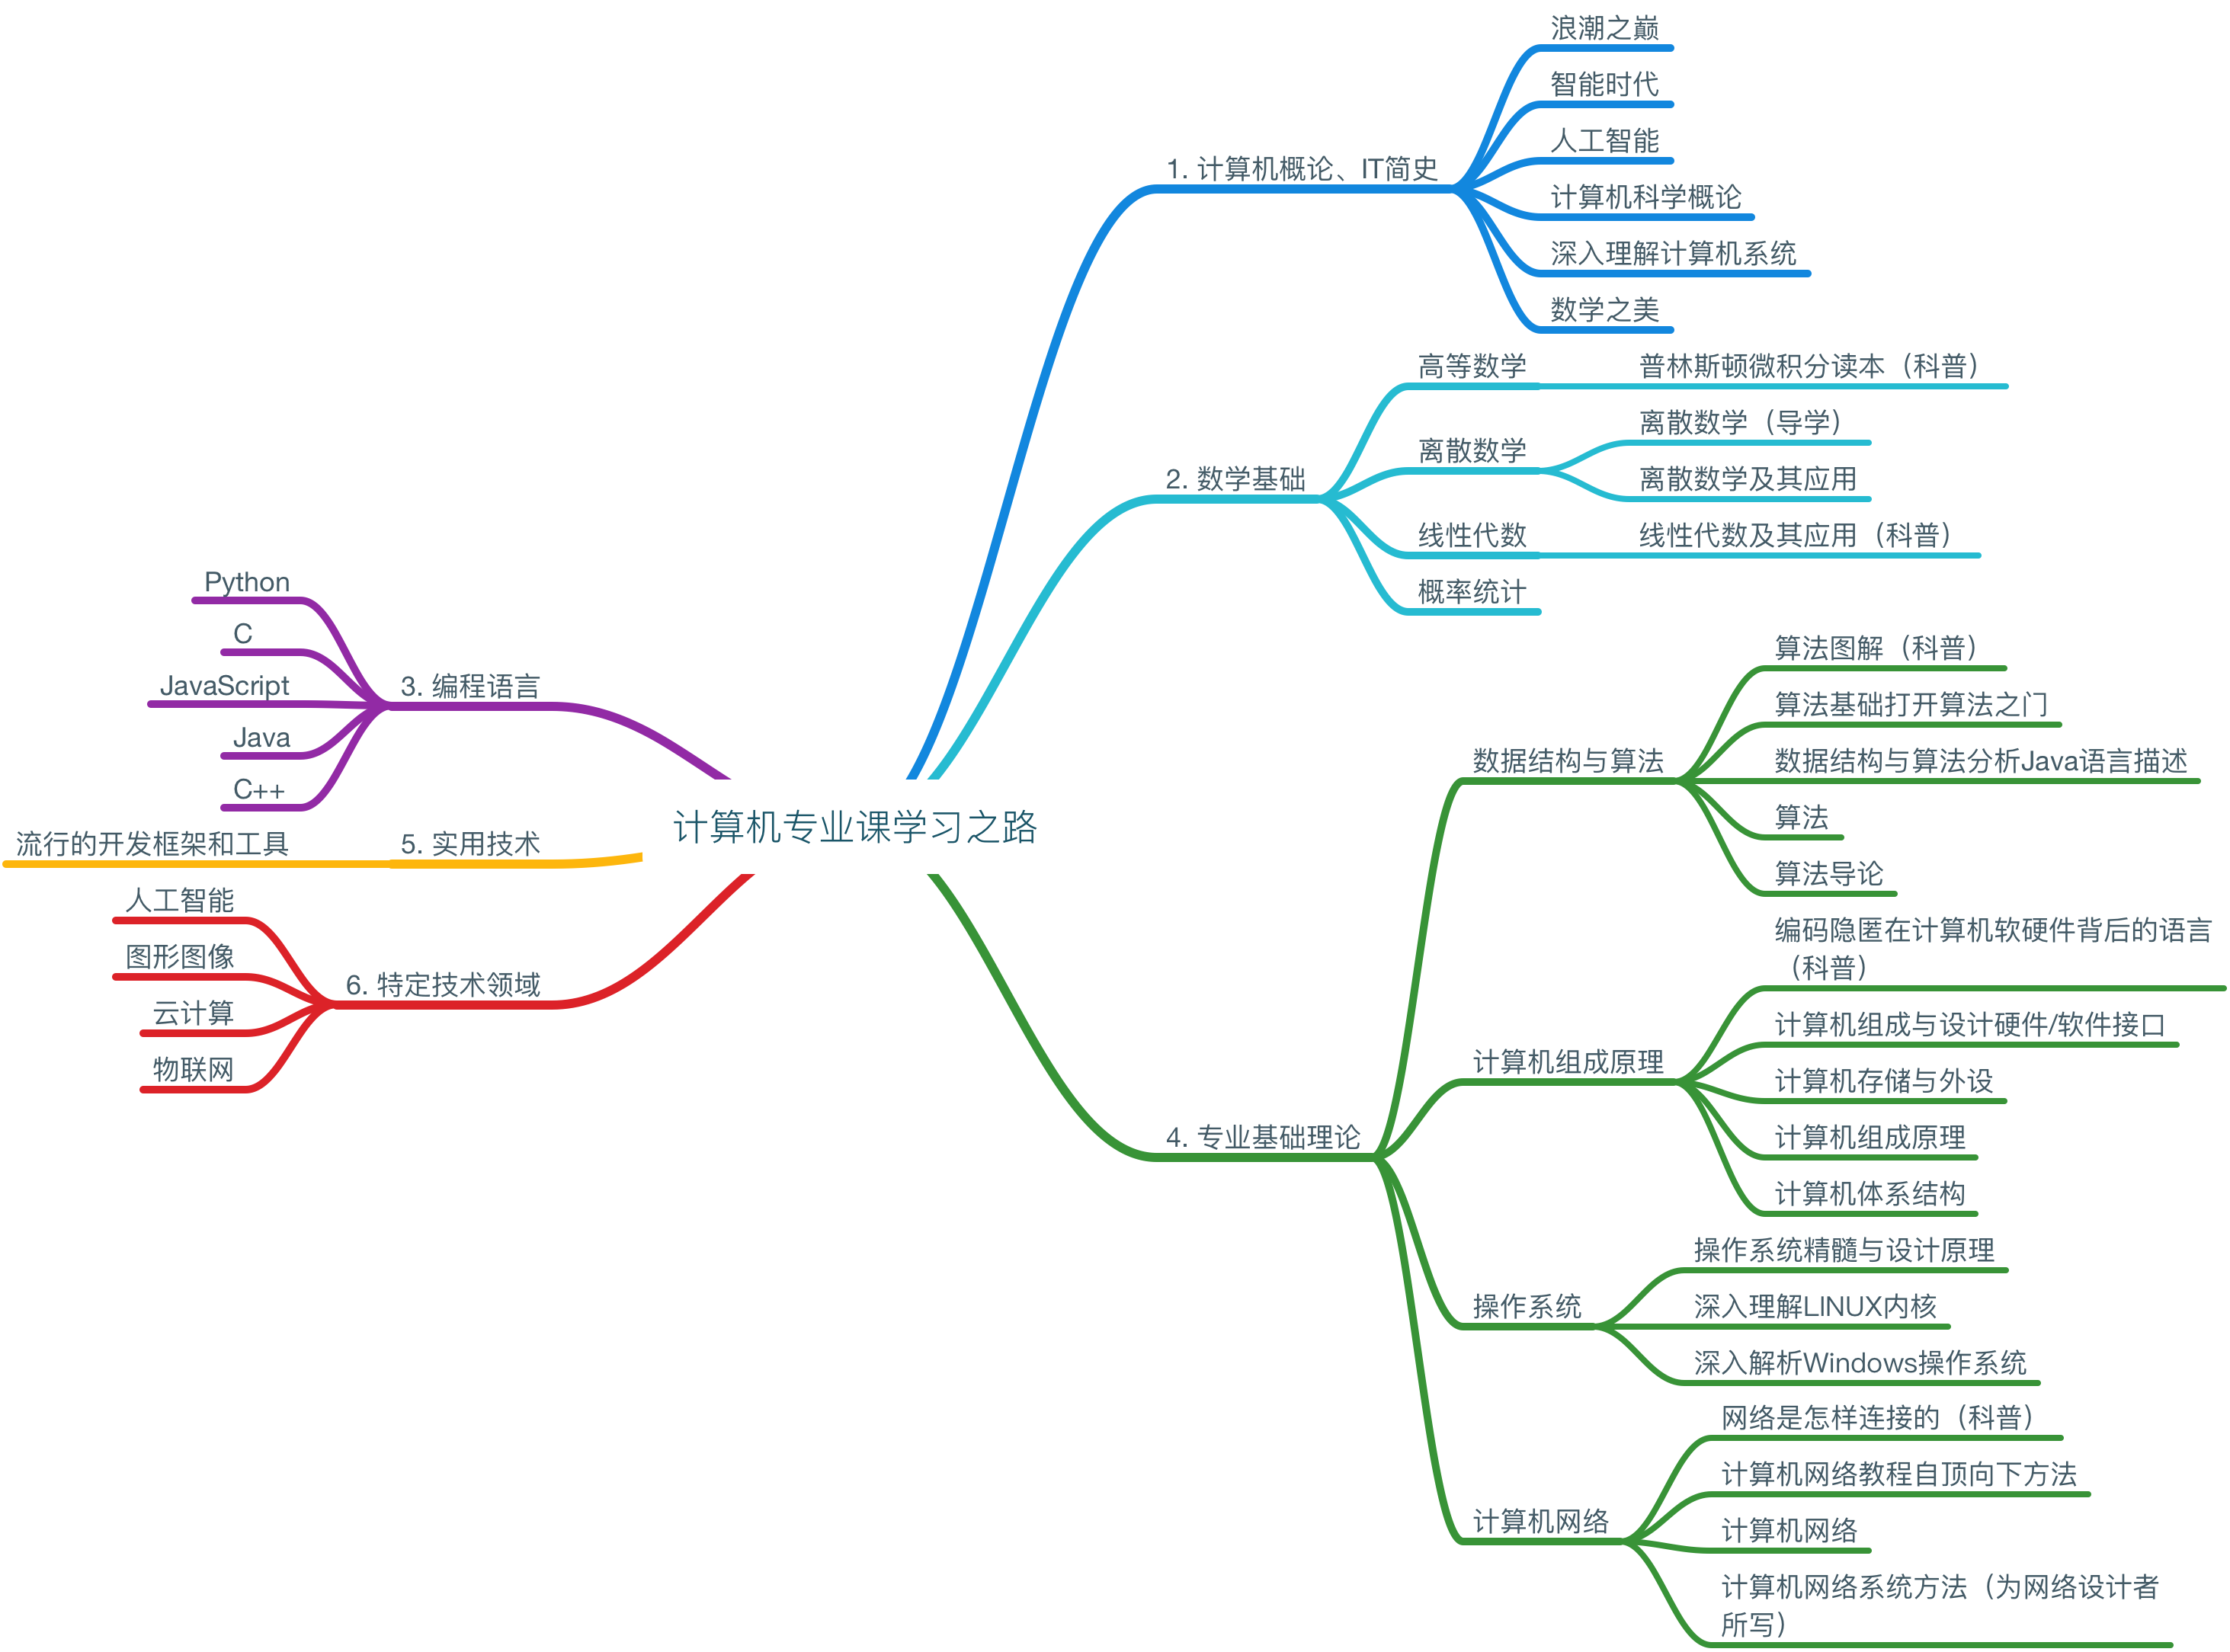 计算机专业课学习之路
1. 计算机概论、IT简史
浪潮之巅
智能时代
人工智能
计算机科学概论
深入理解计算机系统
数学之美
2. 数学基础
高等数学
普林斯顿微积分读本（科普）
离散数学
离散数学（导学）
离散数学及其应用
线性代数
线性代数及其应用（科普）
概率统计
3. 编程语言
Python
C
JavaScript
Java
C++
4. 专业基础理论
数据结构与算法
算法图解（科普）
算法基础打开算法之门
数据结构与算法分析Java语言描述
算法
算法导论
计算机组成原理
编码隐匿在计算机软硬件背后的语言
（科普）
计算机组成与设计硬件/软件接口
计算机存储与外设
计算机组成原理
计算机体系结构
操作系统
操作系统精髓与设计原理
深入理解LINUX内核
深入解析Windows操作系统
计算机网络
网络是怎样连接的（科普）
计算机网络教程自顶向下方法
计算机网络
计算机网络系统方法（为网络设计者
所写）
5. 实用技术
流行的开发框架和工具
6. 特定技术领域
人工智能
图形图像
云计算
物联网